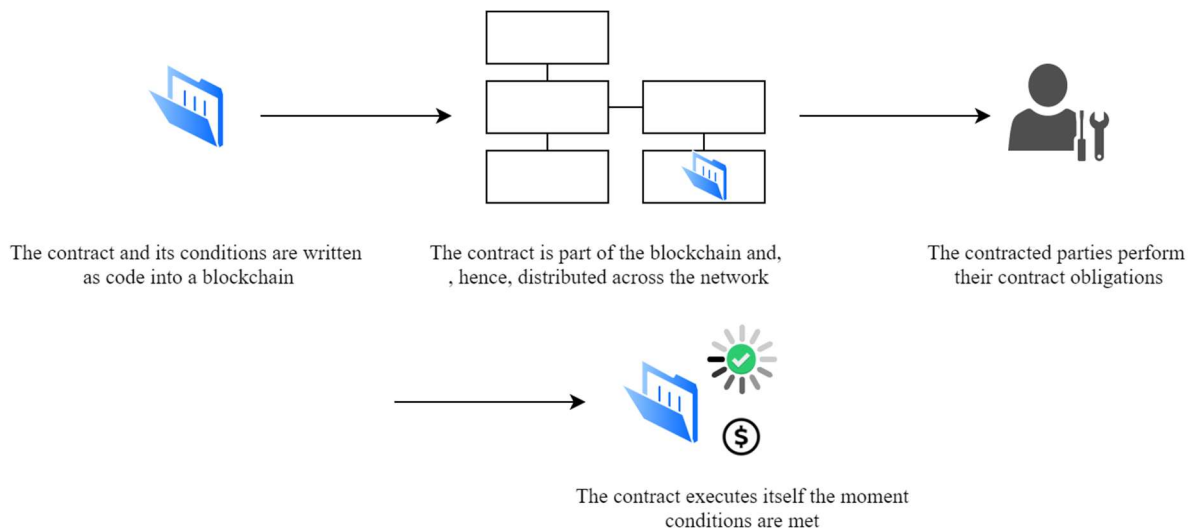 The contract and its conditions are written
as code into a blockchain
The contract is part of the blockchain and,
, hence, distributed across the network
The contracted parties perform
their contract obligations
$
The contract executes itself the moment
conditions are met